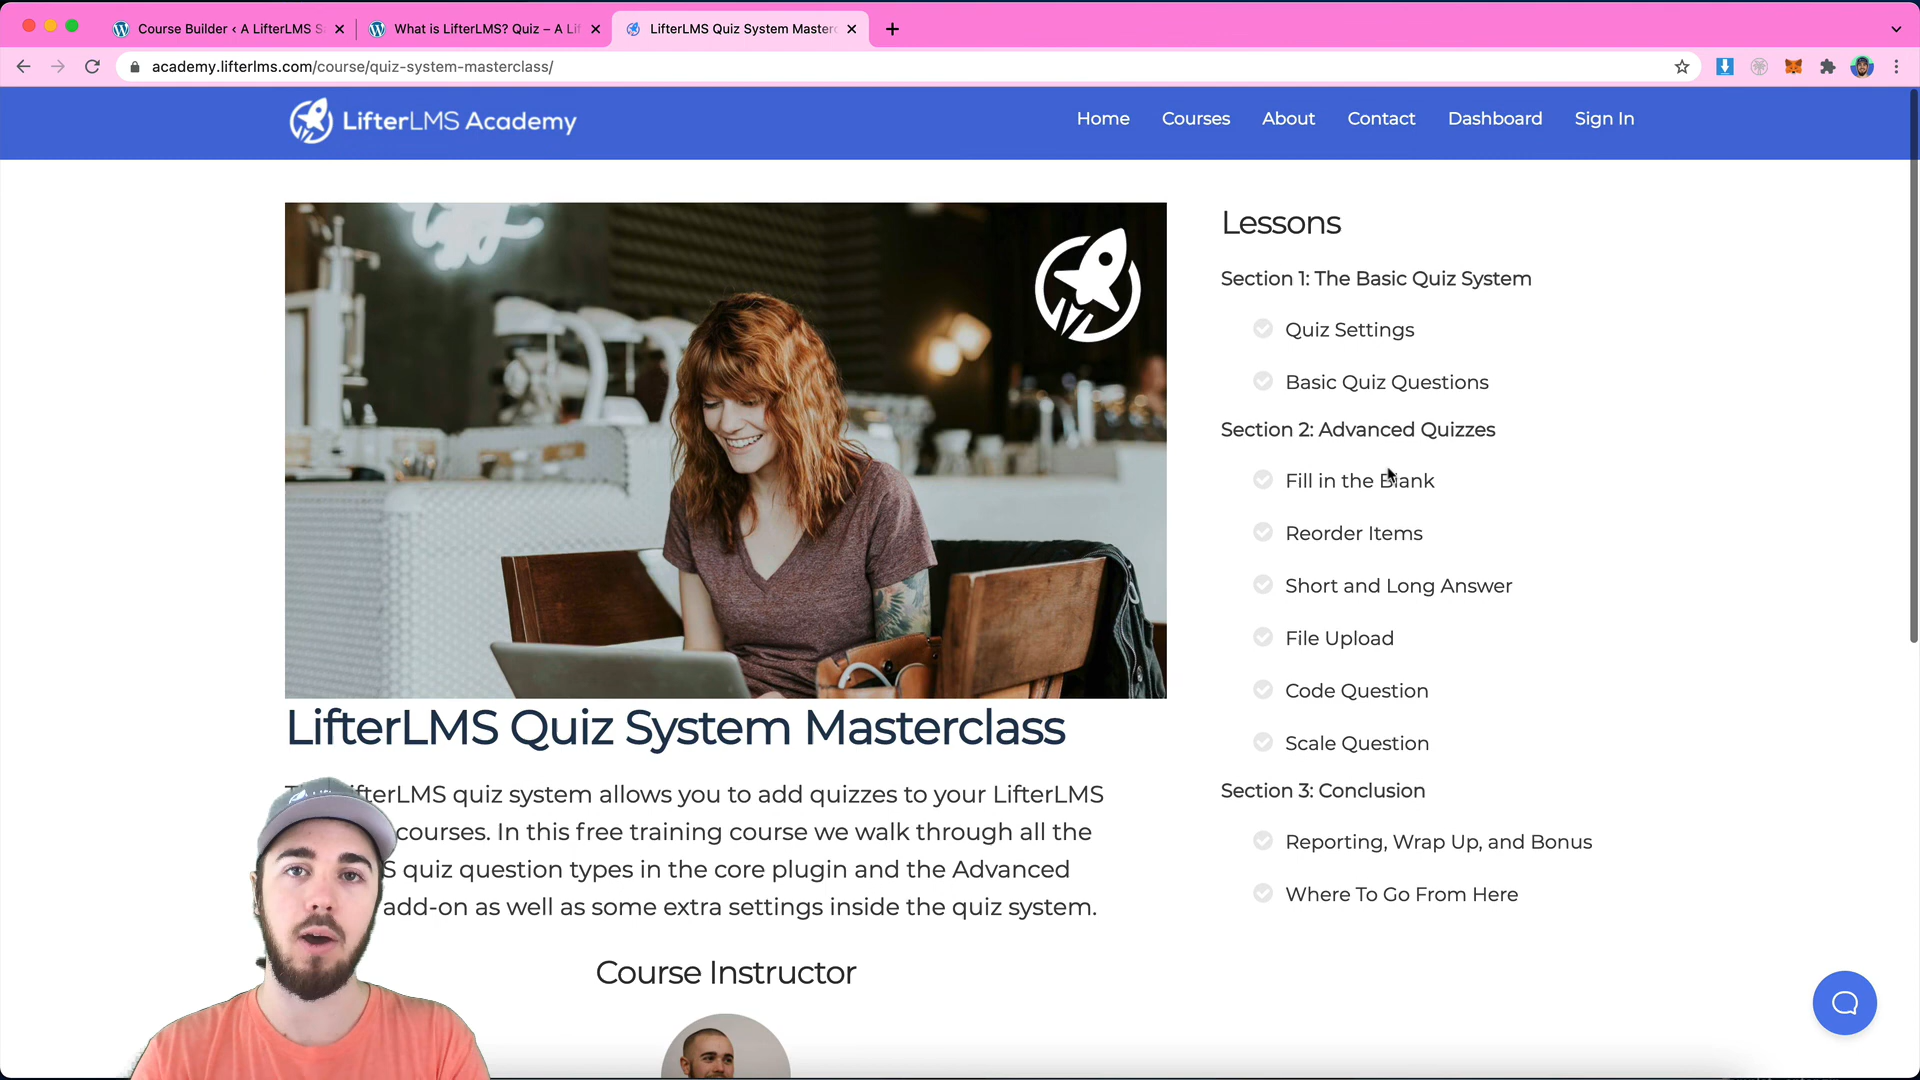 Course Builder ‹ A LifterLMS S
What is LifterLMS? Quiz – A Lif
LifterLMS Quiz System Masterc
academy.lifterlms.com/course/quiz-system-masterclass/
LifterLMS Academy
Home
Courses
About
Contact
Dashboard
Sign In
Lessons
Section 1: The Basic Quiz System
Quiz Settings
Basic Quiz Questions
Section 2: Advanced Quizzes
Fill in the Blank
Reorder Items
Short and Long Answer
File Upload
Code Question
Scale Question
Section 3: Conclusion
Reporting, Wrap Up, and Bonus
Where To Go From Here
LifterLMS Quiz System Masterclass
LifterLMS quiz system allows you to add quizzes to your LifterLMS
courses. In this free training course we walk through all the
quiz question types in the core plugin and the Advanced
add-on as well as some extra settings inside the quiz system.
Course Instructor